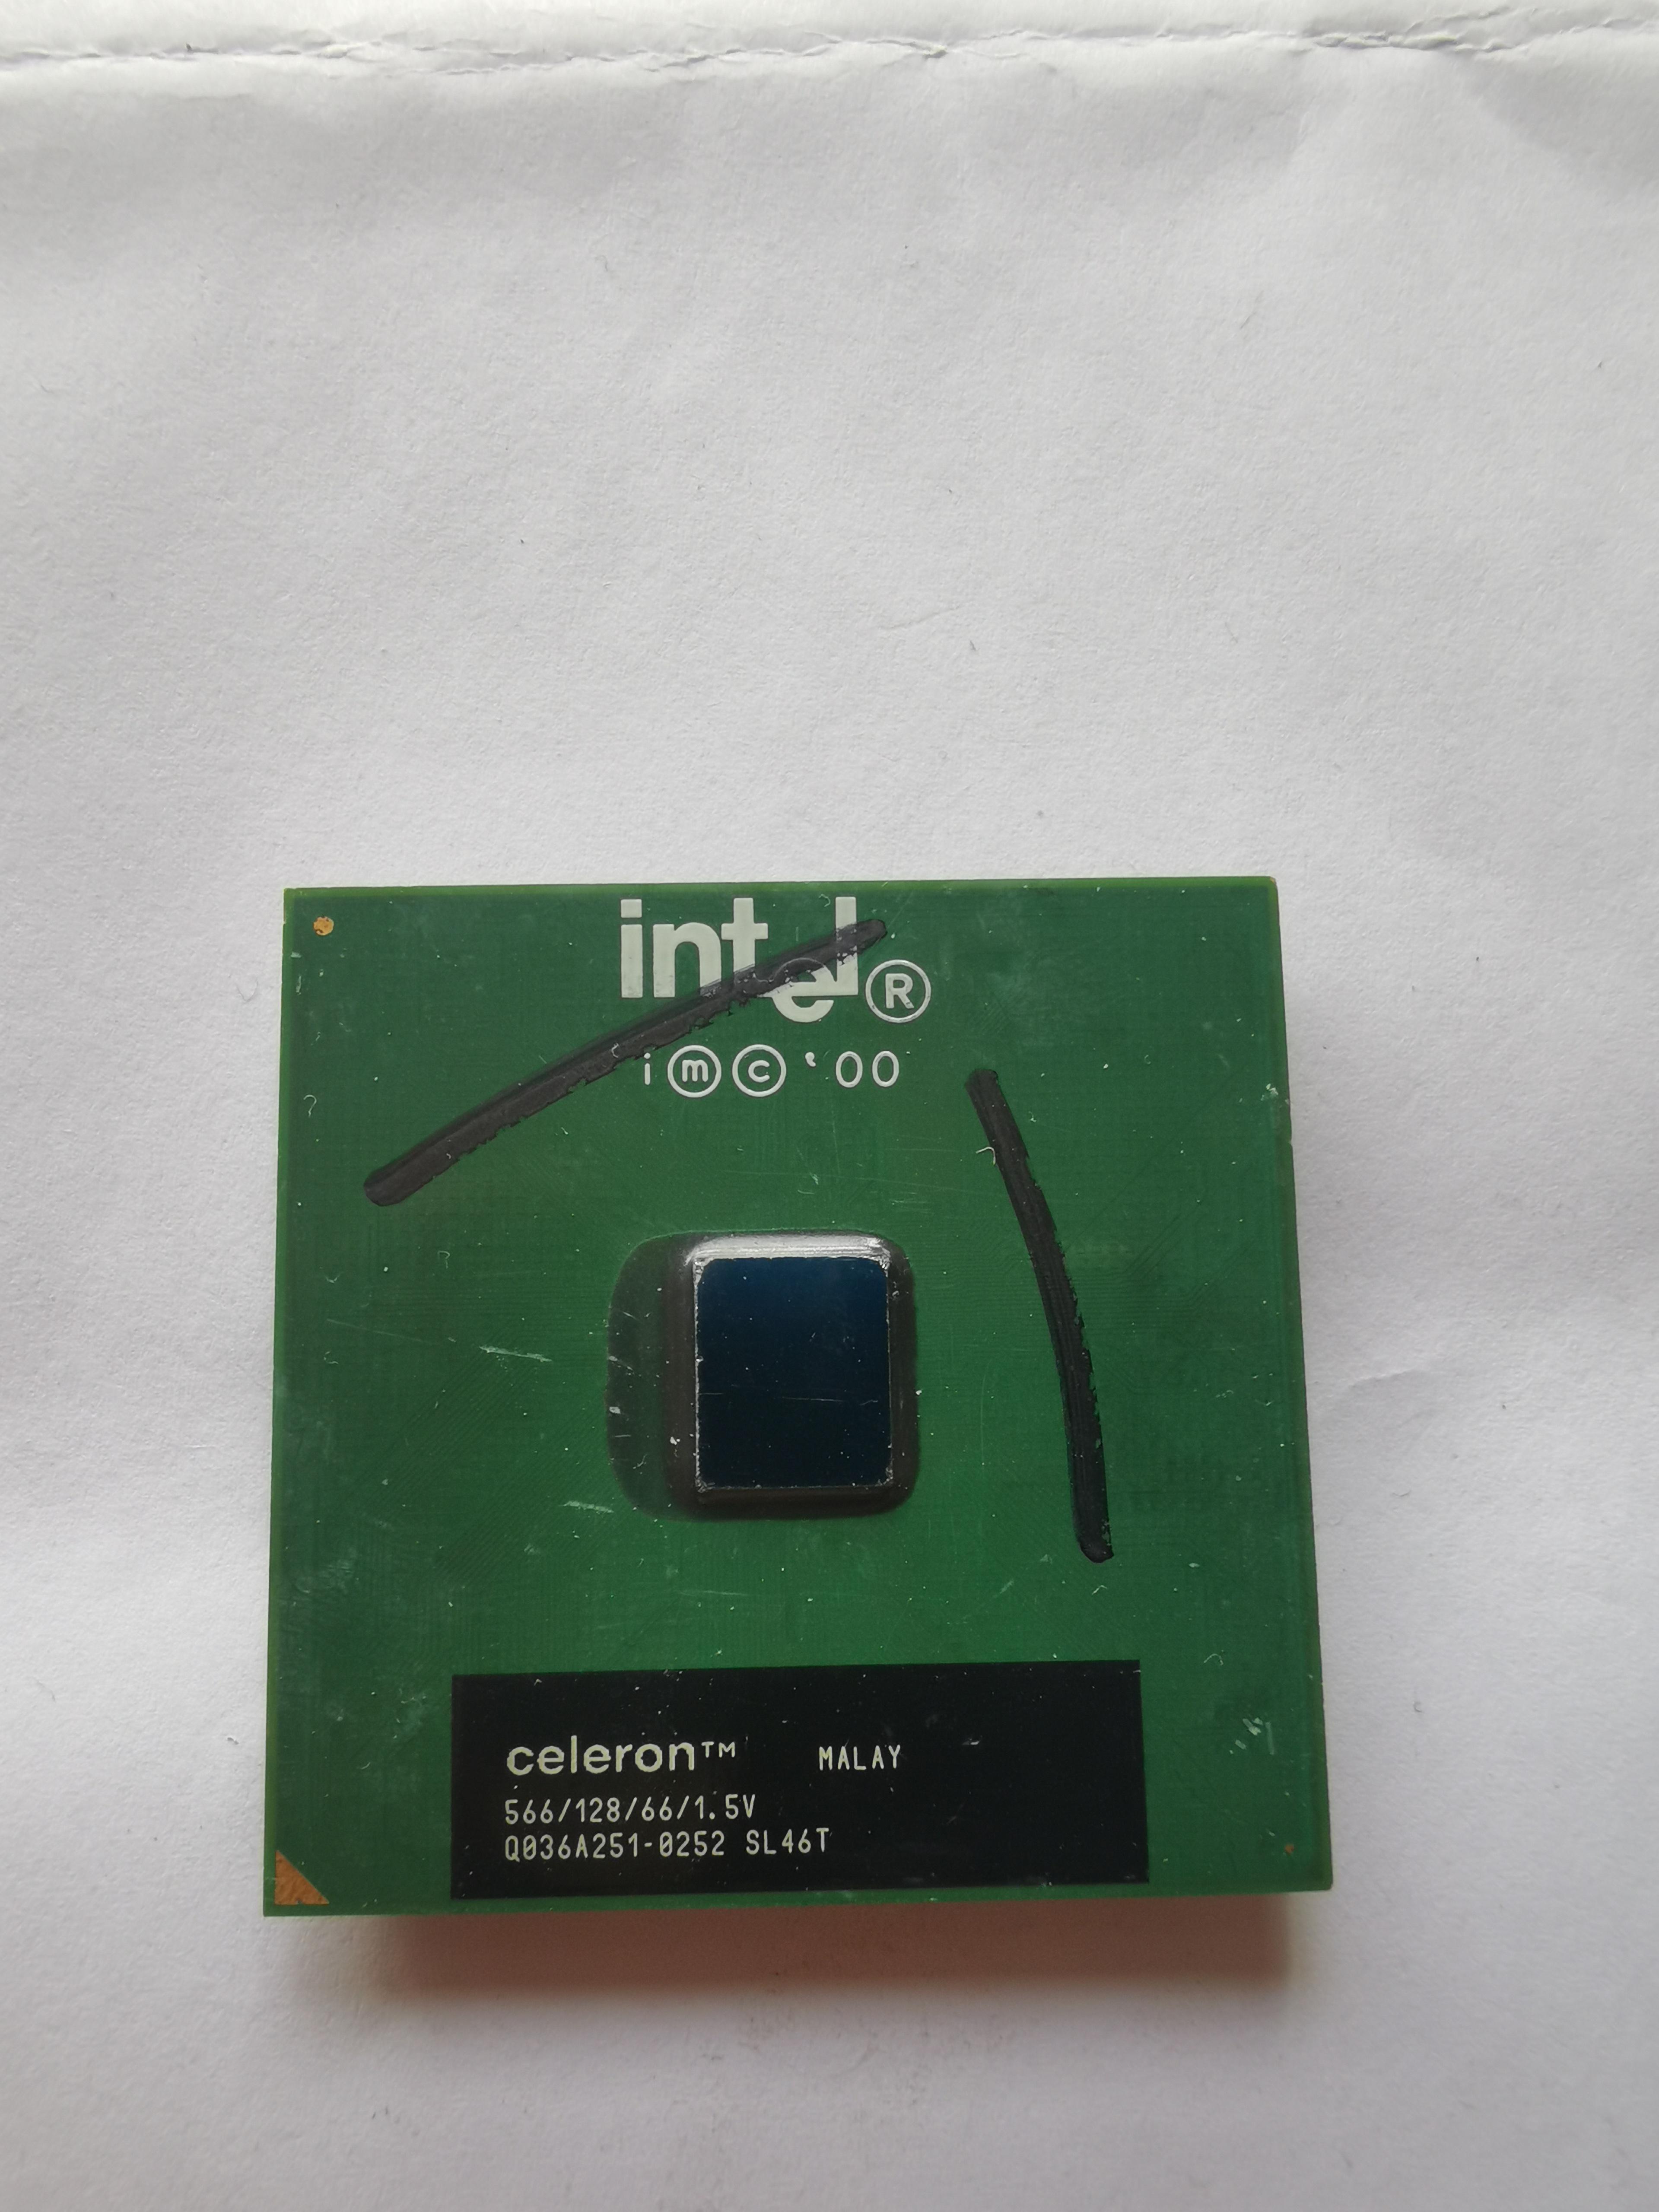 intel®
i ⓜ ⓒ '00
celeron™ MALAY
566/128/66/1.5V
Q036A251-0252 SL46T